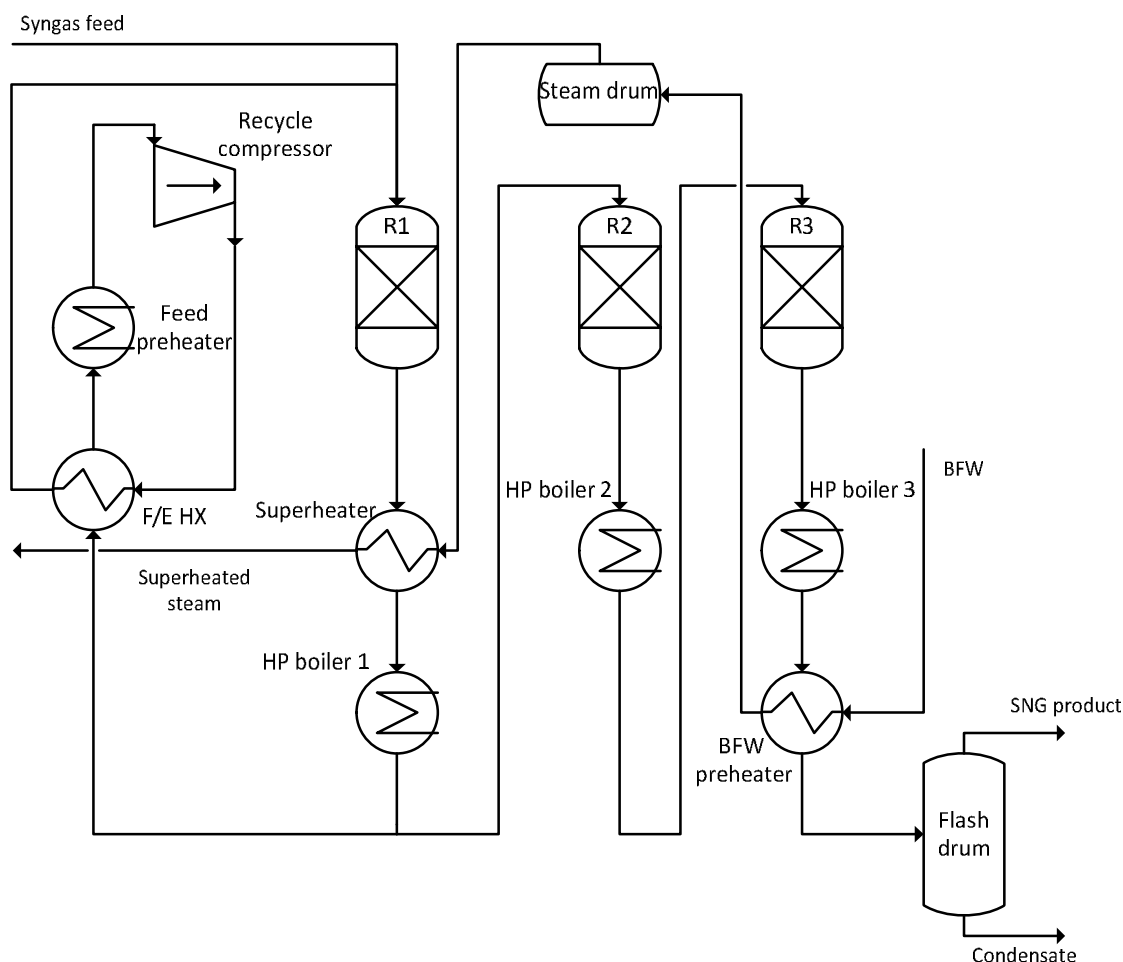 Syngas feed
Steam drum
Recycle
compressor
R1
R2
R3
Feed
preheater
BFW
HP boiler 2
HP boiler 3
Superheater
F/E HX
Superheated
steam
HP boiler 1
SNG product
BFW
preheater
Flash
drum
Condensate